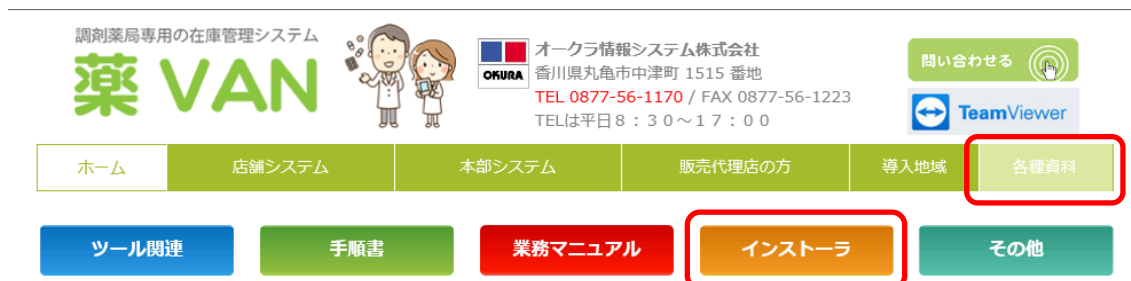 調剤薬局専用の在庫管理システム
薬 VAN
OKURA
オークラ情報システム株式会社
香川県丸亀市中津町 1515 番地
TEL 0877-56-1170 / FAX 0877-56-1223
TELは平日8:30~17:00
問い合わせる
TeamViewer
ホーム 店舗システム 本部システム 販売代理店の方 導入地域 各種資料
ツール関連 手順書 業務マニュアル インストーラ その他